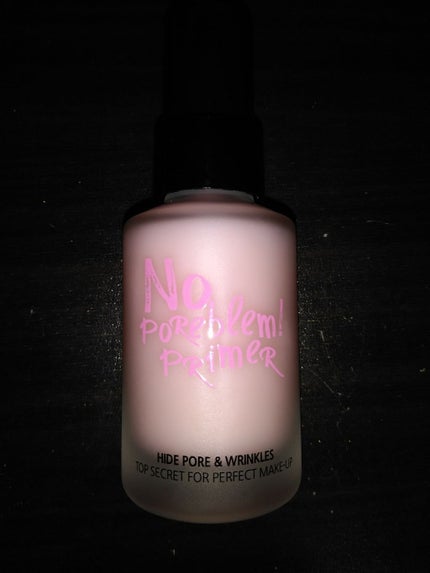 No
POREblem!
PRimeR
HIDE PORE & WRINKLES
TOP SECRET FOR PERFECT MAKE-UP